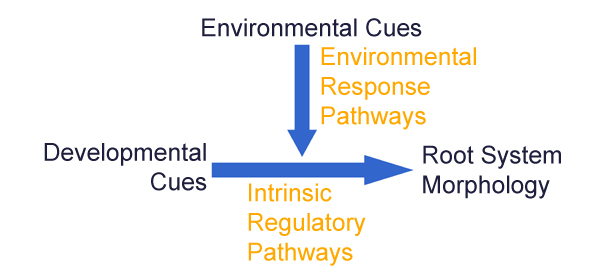 Environmental Cues
Environmental
Response
Pathways
Developmental
Cues
Root System
Morphology
Intrinsic
Regulatory
Pathways